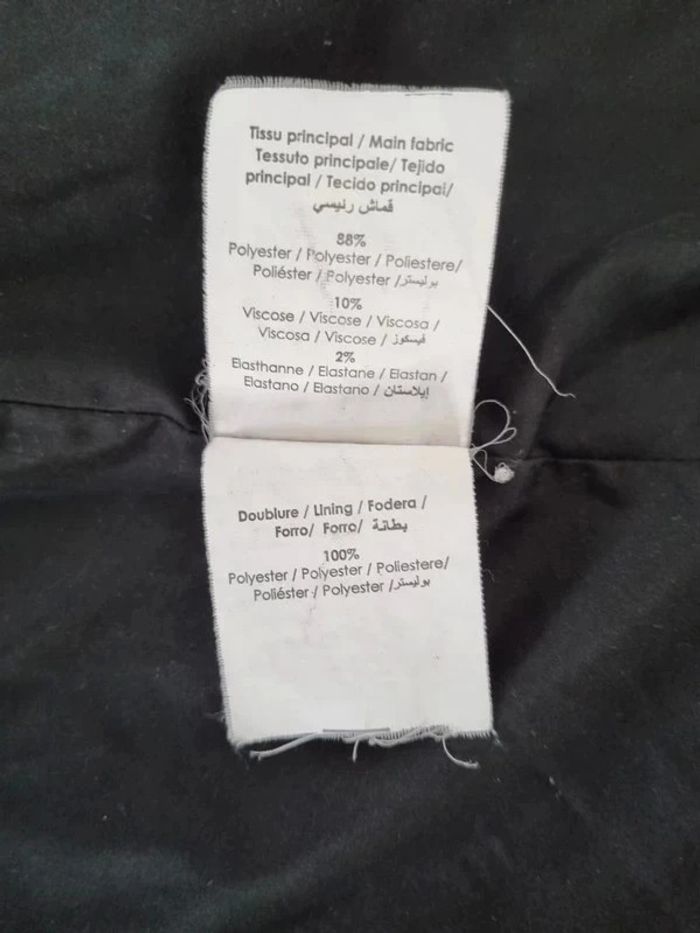 Tissu principal / Main fabric
Tessuto principale/ Tejido
principal / Tecido principal/
قماش رئيسي
88%
Polyester / Polyester / Poliestere/
Poliéster / Polyester /بوليستر
10%
Viscose / Viscose / Viscosa /
Viscosa / Viscose / فيسكوز
2%
Elasthanne / Elastane / Elastan /
Elastano / Elastano / إيلاستان
Doublure / Lining / Fodera /
Forro/ Forro/ بطانة
100%
Polyester / Polyester / Poliestere/
Poliéster / Polyester /بوليستر